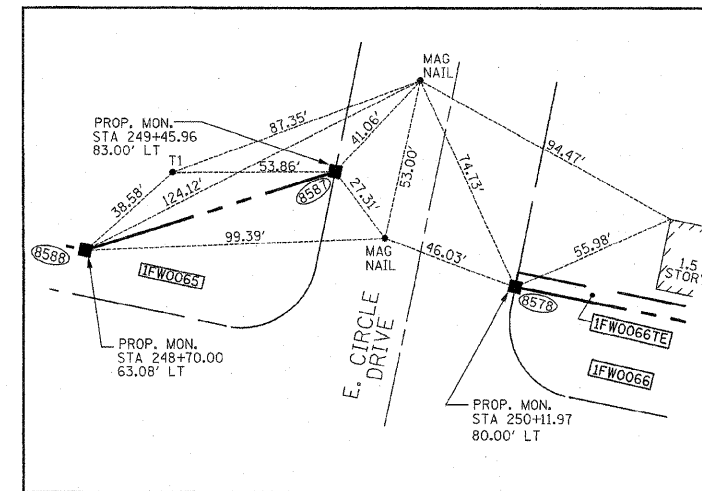 MAG
NAIL
PROP. MON.
STA 249+45.96
83.00' LT
87.35'
41.06'
T1
53.86'
94.47'
38.58'
124.12'
53.00'
74.73'
8587
27.31'
99.39'
46.03'
55.98'
8588
1FW0065
MAG
NAIL
1.5
STOR
8578
1FW0066TE
PROP. MON.
STA 248+70.00
63.08' LT
E. CIRCLE
DRIVE
1FW0066
PROP. MON.
STA 250+11.97
80.00' LT